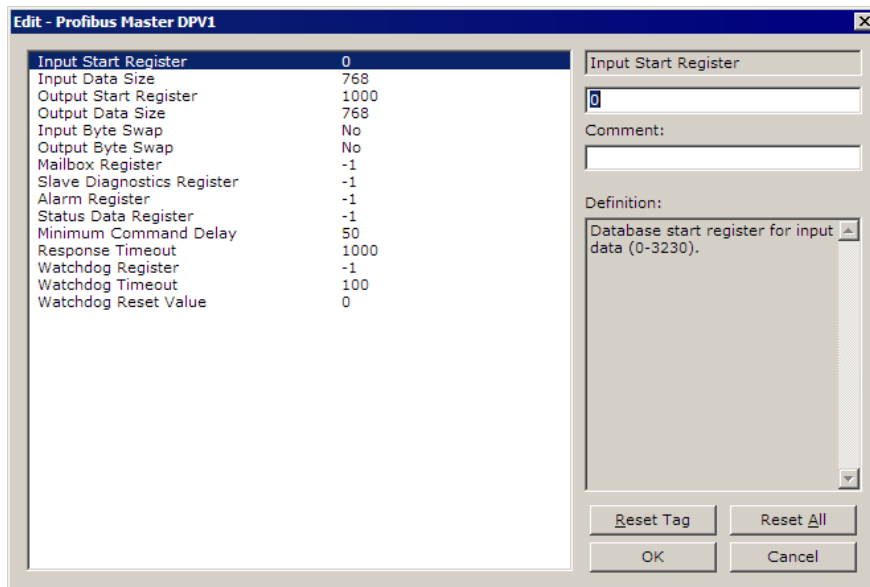 Edit - Profibus Master DPV1
Input Start Register 0
Input Data Size 768
Output Start Register 1000
Output Data Size 768
Input Byte Swap No
Output Byte Swap No
Mailbox Register -1
Slave Diagnostics Register -1
Alarm Register -1
Status Data Register -1
Minimum Command Delay 50
Response Timeout 1000
Watchdog Register -1
Watchdog Timeout 100
Watchdog Reset Value 0
Input Start Register
0
Comment:
Definition:
Database start register for input
data (0-3230).
Reset Tag Reset All
OK Cancel